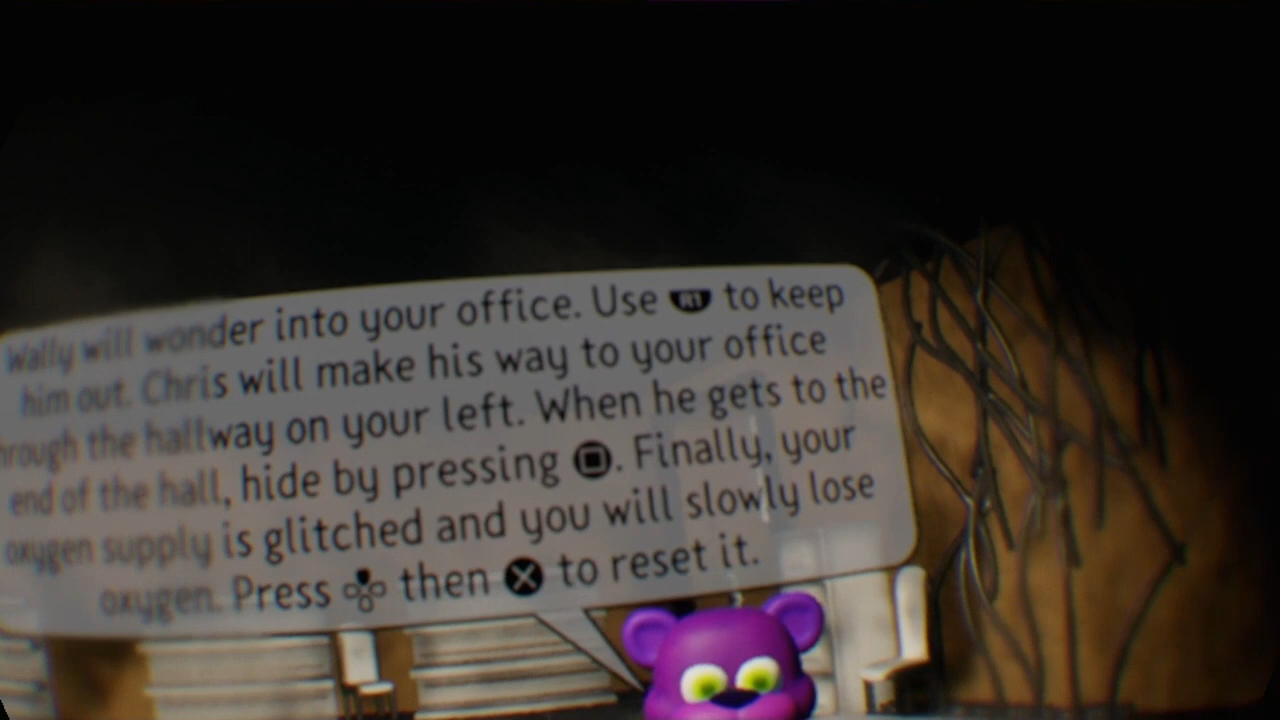 Wally will wonder into your office. Use R1 to keep
him out. Chris will make his way to your office
hrough the hallway on your left. When he gets to the
end of the hall, hide by pressing . Finally, your
oxygen supply is glitched and you will slowly lose
oxygen. Press then to reset it.